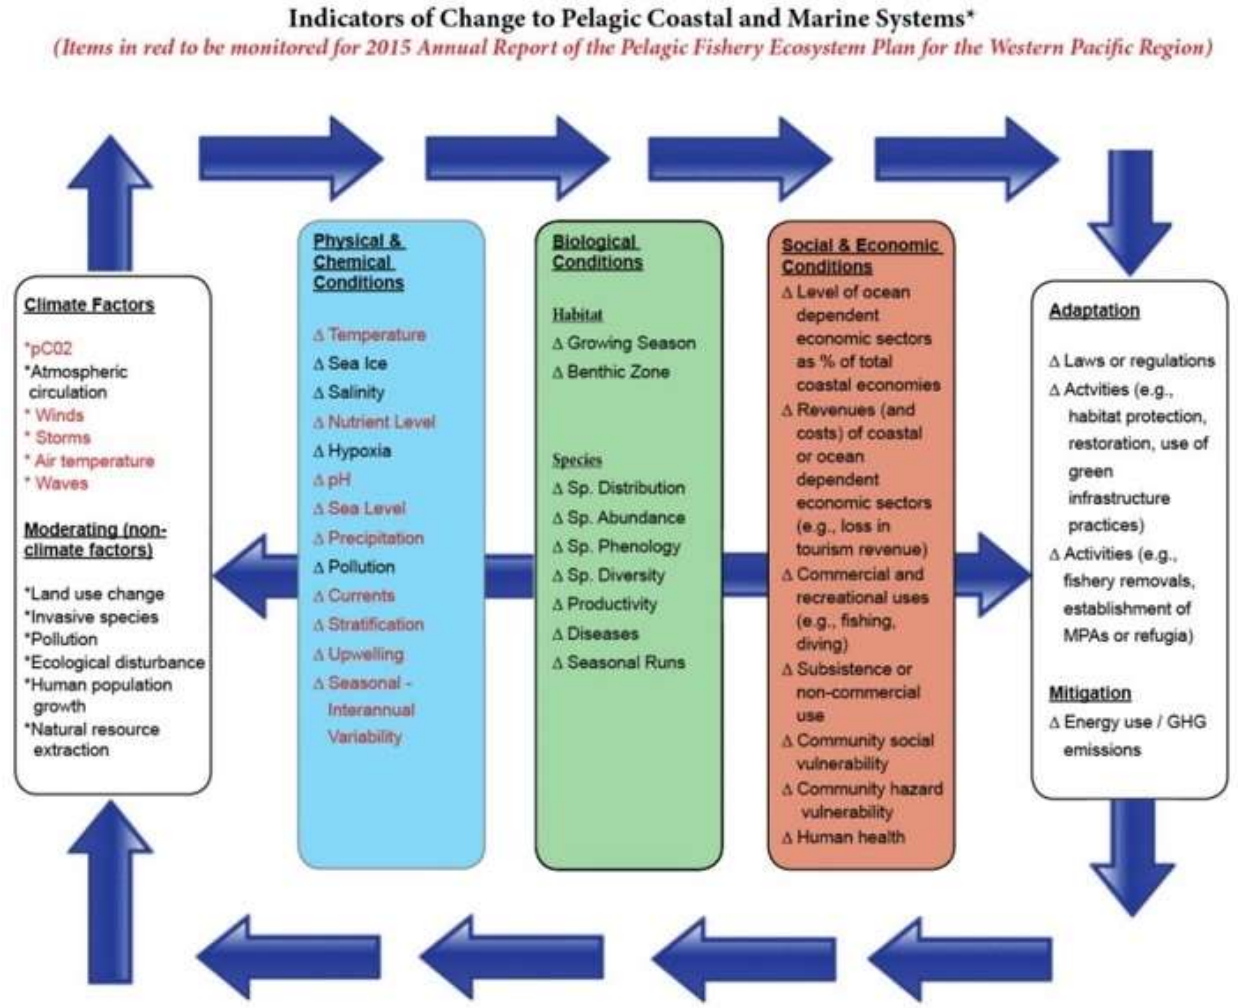 Indicators of Change to Pelagic Coastal and Marine Systems*
(Items in red to be monitored for 2015 Annual Report of the Pelagic Fishery Ecosystem Plan for the Western Pacific Region)
Climate Factors
*pC02
*Atmospheric
circulation
* Winds
* Storms
* Air temperature
* Waves
Moderating (non-
climate factors)
*Land use change
*Invasive species
*Pollution
*Ecological disturbance
*Human population
growth
*Natural resource
extraction
Physical &
Chemical
Conditions
Δ Temperature
Δ Sea Ice
Δ Salinity
Δ Nutrient Level
Δ Hypoxia
Δ pH
Δ Sea Level
Δ Precipitation
Δ Pollution
Δ Currents
Δ Stratification
Δ Upwelling
Δ Seasonal -
Interannual
Variability
Biological
Conditions
Habitat
Δ Growing Season
Δ Benthic Zone
Species
Δ Sp. Distribution
Δ Sp. Abundance
Δ Sp. Phenology
Δ Sp. Diversity
Δ Productivity
Δ Diseases
Δ Seasonal Runs
Social & Economic
Conditions
Δ Level of ocean
dependent
economic sectors
as % of total
coastal economies
Δ Revenues (and
costs) of coastal
or ocean
dependent
economic sectors
(e.g., loss in
tourism revenue)
Δ Commercial and
recreational uses
(e.g., fishing,
diving)
Δ Subsistence or
non-commercial
use
Δ Community social
vulnerability
Δ Community hazard
vulnerability
Δ Human health
Adaptation
Δ Laws or regulations
Δ Actvities (e.g.,
habitat protection,
restoration, use of
green
infrastructure
practices)
Δ Activities (e.g.,
fishery removals,
establishment of
MPAs or refugia)
Mitigation
Δ Energy use / GHG
emissions